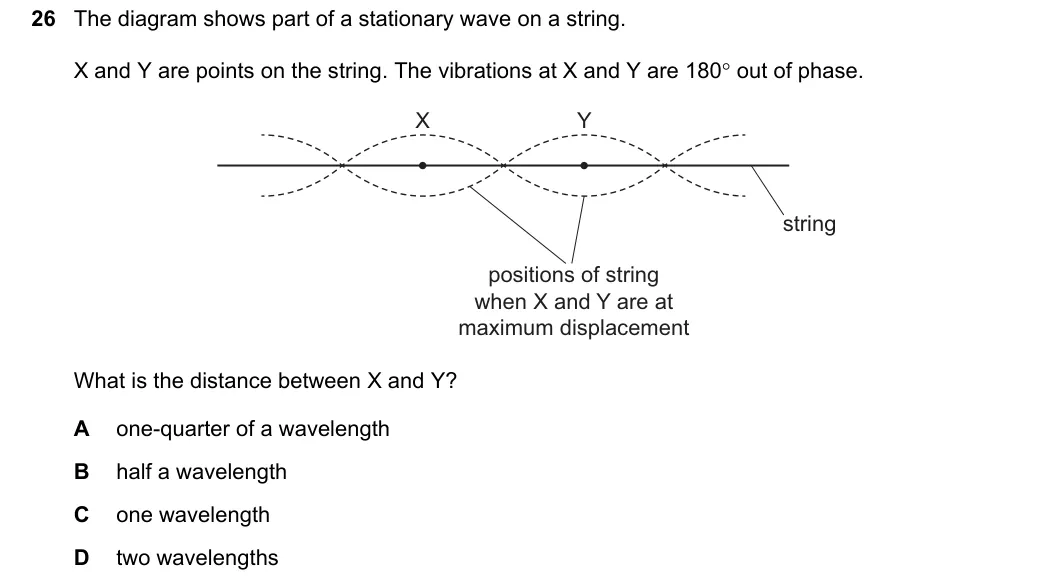 26 The diagram shows part of a stationary wave on a string.
X and Y are points on the string. The vibrations at X and Y are 180° out of phase.
X Y
string
positions of string
when X and Y are at
maximum displacement
What is the distance between X and Y?
A one-quarter of a wavelength
B half a wavelength
C one wavelength
D two wavelengths